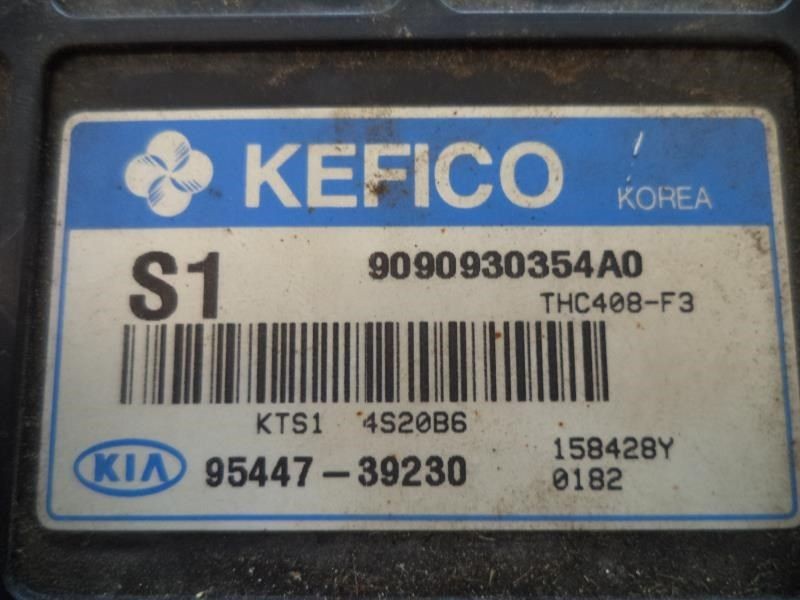 KEFICO KOREA
S1 9090930354A0
THC408-F3
KTS1 4S20B6
KIA 95447-39230 158428Y
0182